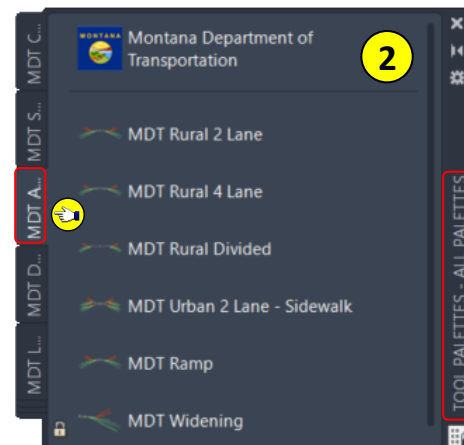 MDT C...
MDT S...
MDT A...
MDT D...
MDT L...
MONTANA
Montana Department of
Transportation
2
MDT Rural 2 Lane
MDT Rural 4 Lane
MDT Rural Divided
MDT Urban 2 Lane - Sidewalk
MDT Ramp
MDT Widening
TOOL PALETTES - ALL PALETTES